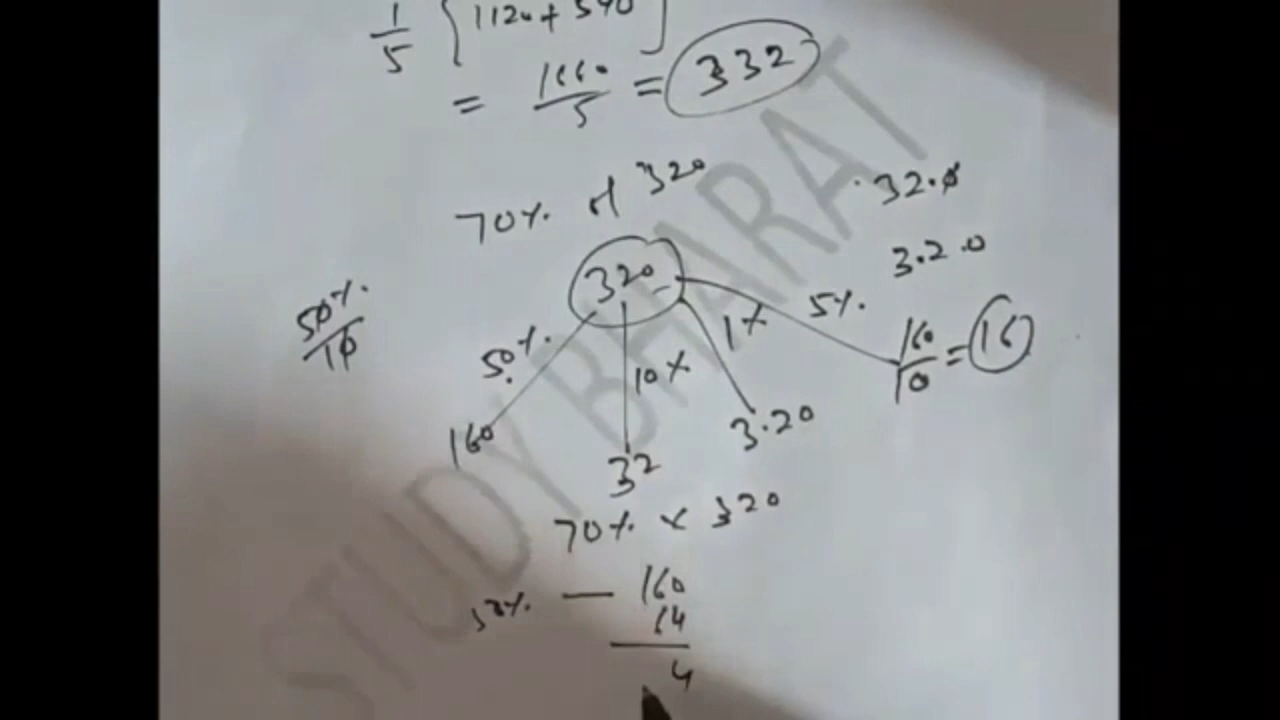 1/5 [1120 + 540]
= 1660/5 = 332
70% of 320
32.0
320
3.2 0
50%/10
50% 10% 1% 5%
160/10 = 16
160 32 3.20
70% × 320
50% — 160
64
4
STUDY BHARAT